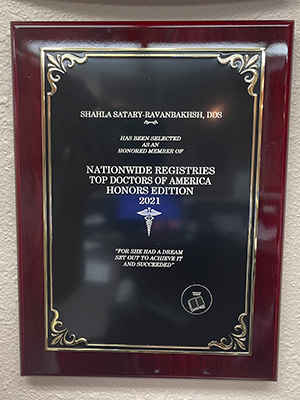 SHAHLA SATARY-RAVANBAKHSH, DDS
HAS BEEN SELECTED
AS AN
HONORED MEMBER OF
NATIONWIDE REGISTRIES
TOP DOCTORS OF AMERICA
HONORS EDITION
2021
"FOR SHE HAD A DREAM
SET OUT TO ACHIEVE IT
AND SUCCEEDED"